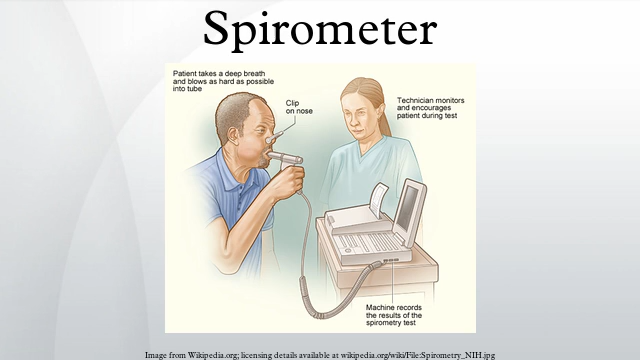 Spirometer
Patient takes a deep breath
and blows as hard as possible
into tube
Clip
on nose
Technician monitors
and encourages
patient during test
Machine records
the results of the
spirometry test
Image from Wikipedia.org; licensing details available at wikipedia.org/wiki/File:Spirometry_NIH.jpg